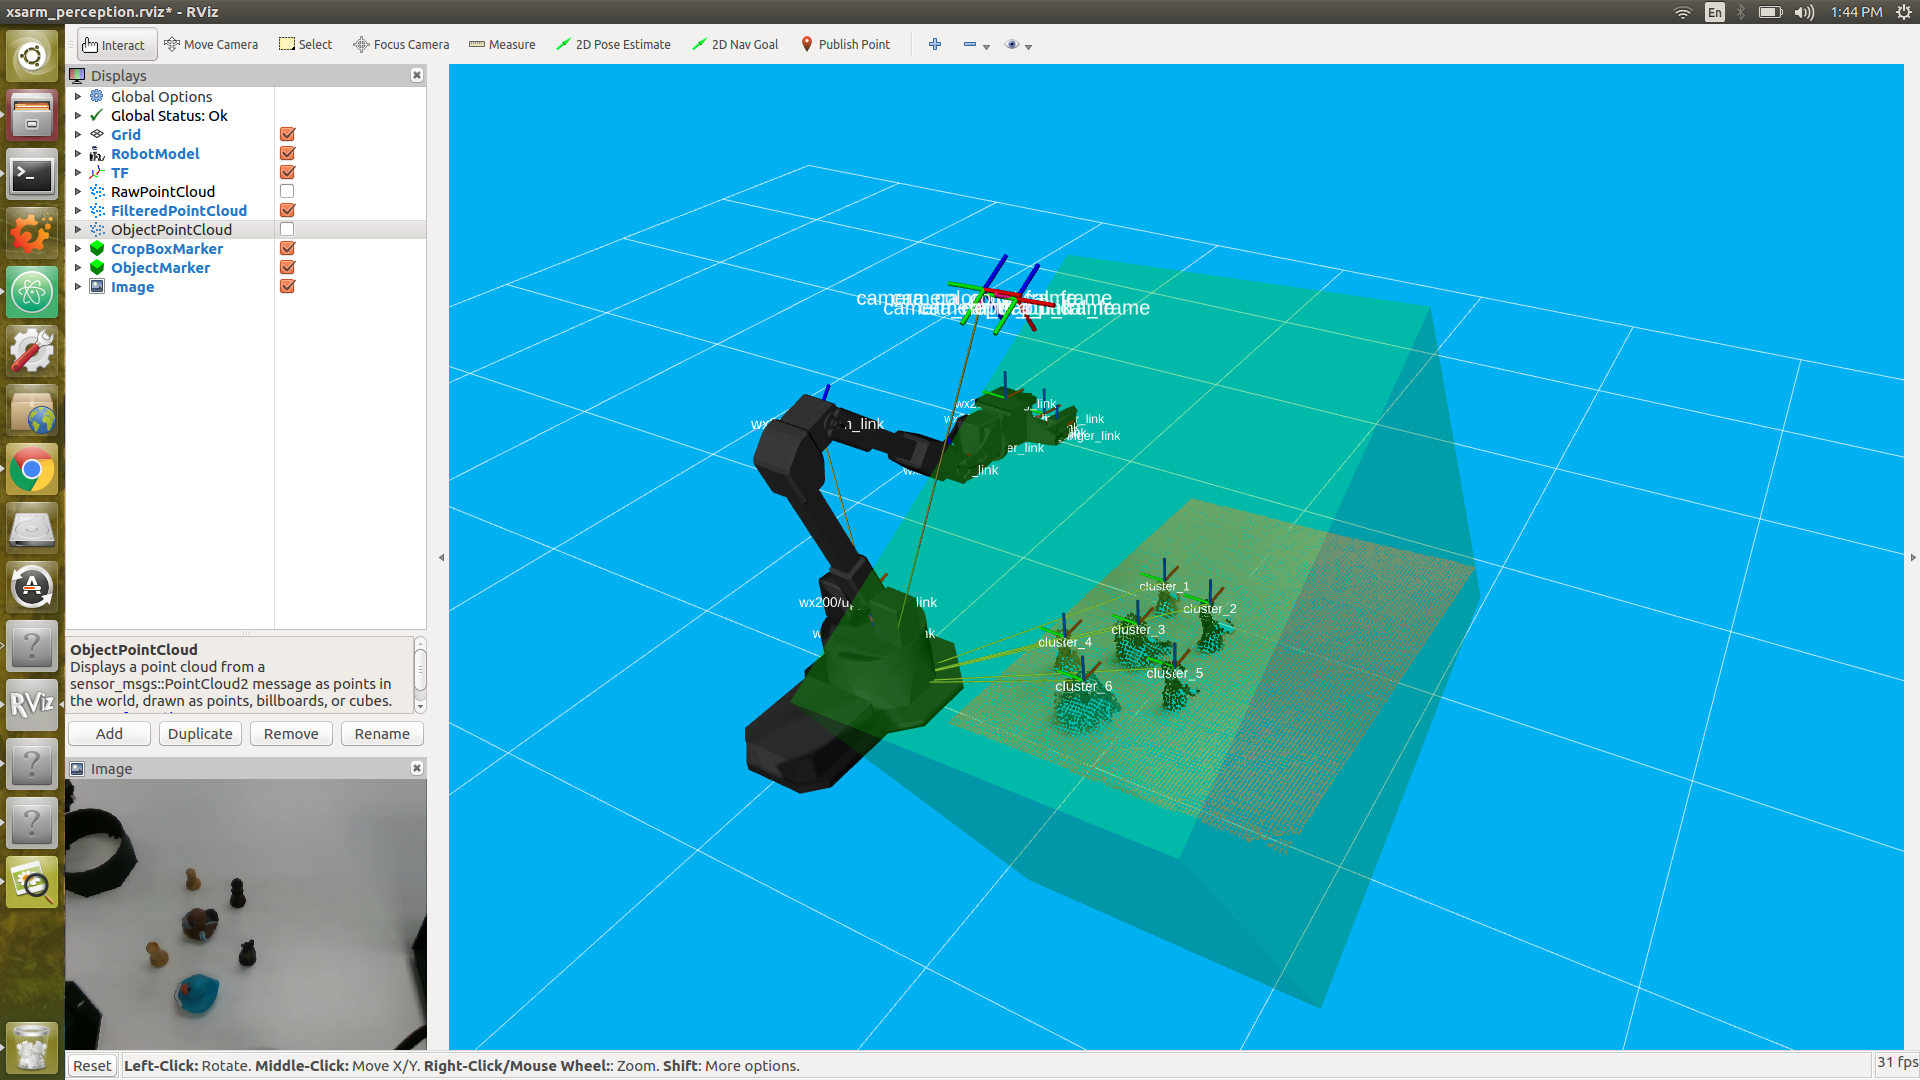 xsarm_perception.rviz* - RViz
En
1:44 PM
Interact
Move Camera
Select
Focus Camera
Measure
2D Pose Estimate
2D Nav Goal
Publish Point
Displays
Global Options
Global Status: Ok
Grid
RobotModel
TF
RawPointCloud
FilteredPointCloud
ObjectPointCloud
CropBoxMarker
ObjectMarker
Image
ObjectPointCloud
Displays a point cloud from a
sensor_msgs::PointCloud2 message as points in
the world, drawn as points, billboards, or cubes.
Add
Duplicate
Remove
Rename
Image
RViz
cluster_1
cluster_2
cluster_3
cluster_4
cluster_5
cluster_6
Reset
Left-Click: Rotate. Middle-Click: Move X/Y. Right-Click/Mouse Wheel:: Zoom. Shift: More options.
31 fps